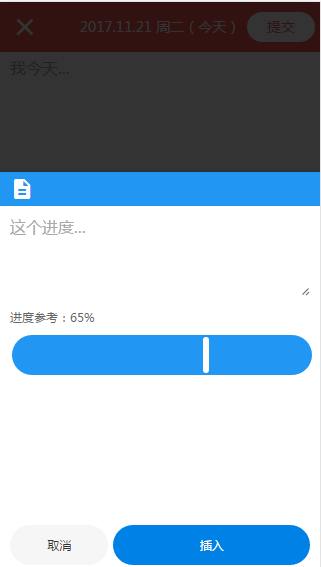 2017.11.21 周二（今天）
提交
我今天...
这个进度...
进度参考：65%
取消
插入